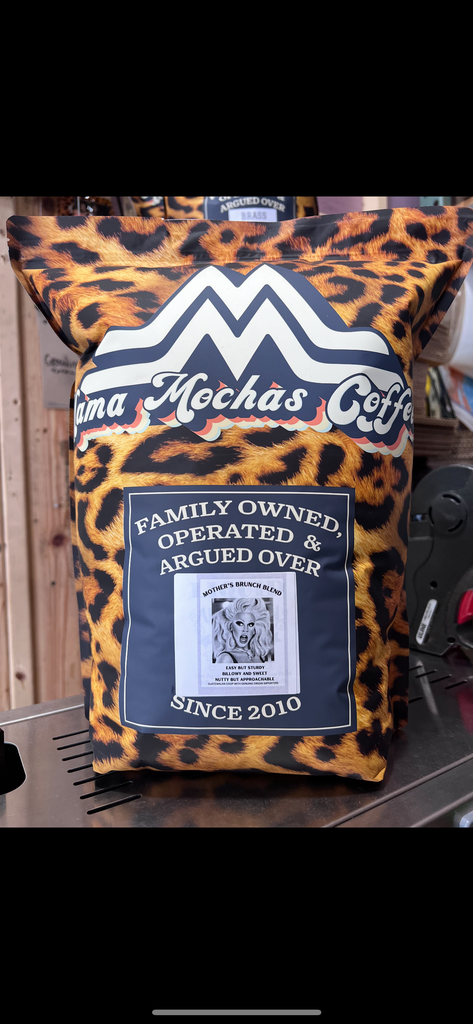 ARGUED OVER
BRASS
ama Mochas Coffe
FAMILY OWNED,
OPERATED &
ARGUED OVER
MOTHER'S BRUNCH BLEND
EASY BUT STURDY
BILLOWY AND SWEET
NUTTY BUT APPROACHABLE
SINCE 2010